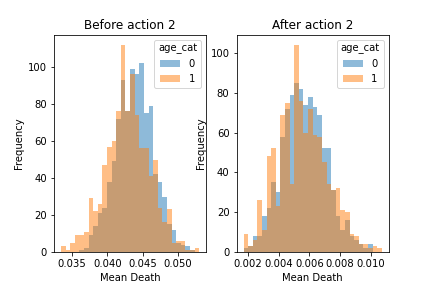 Before action 2
age_cat
0
1
Frequency
100
80
60
40
20
0
0.035 0.040 0.045 0.050
Mean Death
After action 2
age_cat
0
1
Frequency
100
80
60
40
20
0
0.002 0.004 0.006 0.008 0.010
Mean Death